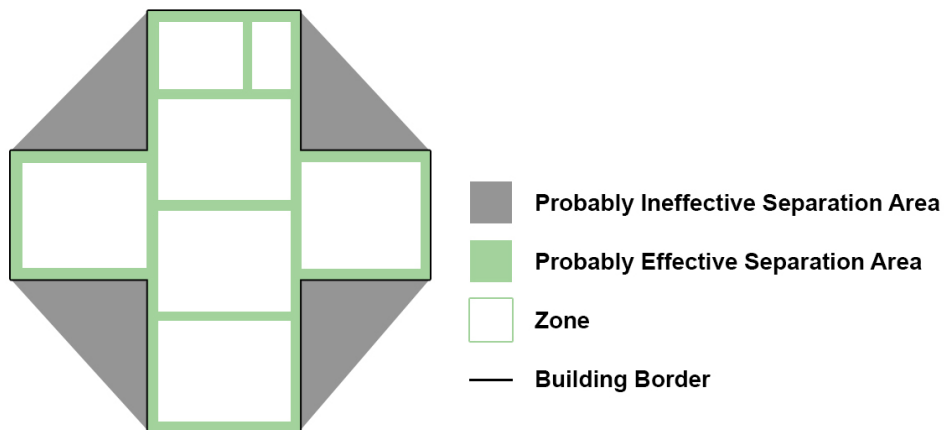 Probably Ineffective Separation Area
Probably Effective Separation Area
Zone
Building Border